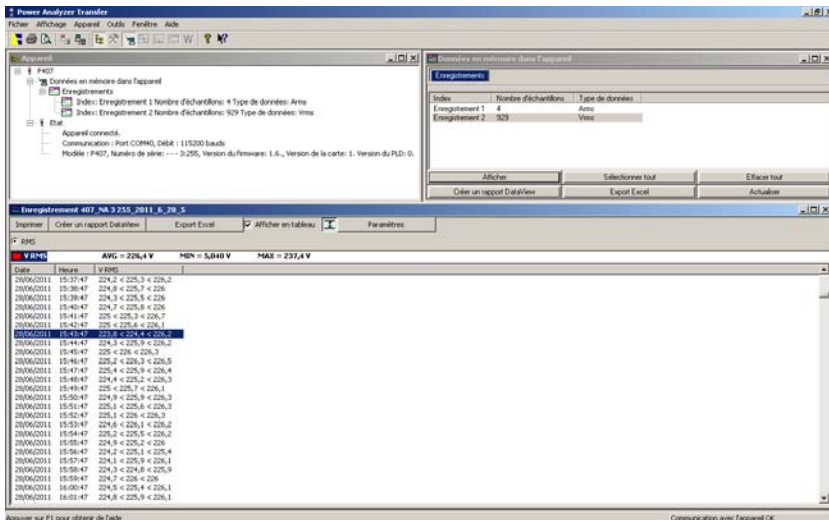 Power Analyzer Transfer
Fichier Affichage Appareil Outils Fenêtre Aide
Appareil
F407
Données en mémoire dans l'appareil
Enregistrements
Index: Enregistrement 1 Nombre d'échantillons: 4 Type de données: Arms
Index: Enregistrement 2 Nombre d'échantillons: 929 Type de données: Vrms
Etat
Appareil connecté.
Communication : Port COM40, Débit : 115200 bauds
Modèle : F407, Numéro de série: - - - 3:255, Version du firmware: 1.6., Version de la carte: 1. Version du PLD: 0.
Données en mémoire dans l'appareil
Enregistrements
Index Nombre d'échantillons Type de données
Enregistrement 1 4 Arms
Enregistrement 2 929 Vrms
Afficher Sélectionner tout Effacer tout
Créer un rapport DataView Export Excel Actualiser
Enregistrement 407_NA 3 255_2011_6_28_5
Imprimer Créer un rapport DataView Export Excel Afficher en tableau Paramètres
RMS
V RMS AVG = 226,4 V MIN = 5,040 V MAX = 237,4 V
Date Heure V RMS
28/06/2011 15:37:47 224,2 < 225,3 < 226,2
28/06/2011 15:38:47 224,8 < 225,7 < 226
28/06/2011 15:39:47 224,3 < 225,5 < 226
28/06/2011 15:40:47 224,7 < 225,8 < 226
28/06/2011 15:41:47 225 < 225,3 < 226,7
28/06/2011 15:42:47 225 < 225,6 < 226,1
28/06/2011 15:43:47 223,8 < 224,4 < 226,2
28/06/2011 15:44:47 224,3 < 225,9 < 226,2
28/06/2011 15:45:47 225 < 226 < 226,3
28/06/2011 15:46:47 225,2 < 226,3 < 226,5
28/06/2011 15:47:47 225,4 < 225,9 < 226,4
28/06/2011 15:48:47 224,4 < 225,2 < 226,3
28/06/2011 15:49:47 225 < 225,7 < 226,1
28/06/2011 15:50:47 224,9 < 225,9 < 226,3
28/06/2011 15:51:47 225,1 < 225,6 < 226,3
28/06/2011 15:52:47 225,1 < 226 < 226,3
28/06/2011 15:53:47 224,6 < 226,1 < 226,2
28/06/2011 15:54:47 225,2 < 225,5 < 226,2
28/06/2011 15:55:47 224,9 < 225,2 < 226
28/06/2011 15:56:47 224,2 < 225,1 < 225,4
28/06/2011 15:57:47 224,1 < 225,9 < 226,1
28/06/2011 15:58:47 224,3 < 224,8 < 225,9
28/06/2011 15:59:47 224,7 < 226 < 226
28/06/2011 16:00:47 224,5 < 225,4 < 226,1
28/06/2011 16:01:47 224,8 < 225,9 < 226,1
Appuyer sur F1 pour obtenir de l'aide Communication avec l'appareil OK